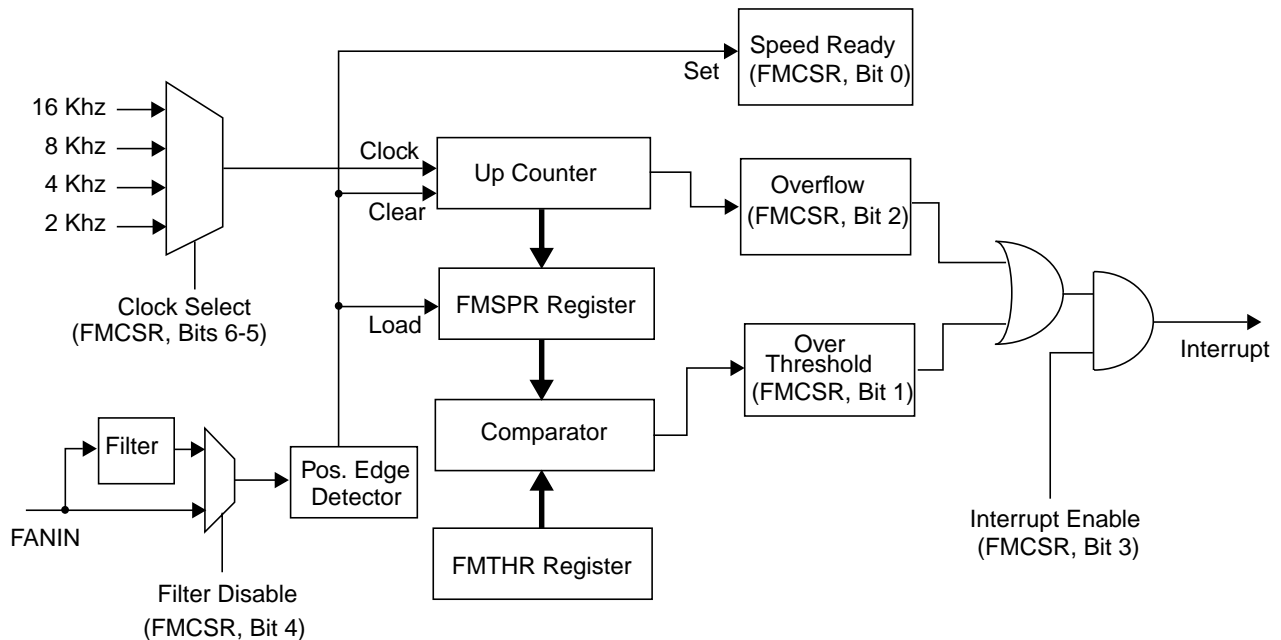 Speed Ready
(FMCSR, Bit 0)
Set
16 Khz
8 Khz
4 Khz
2 Khz
Clock
Clear
Up Counter
Overflow
(FMCSR, Bit 2)
Clock Select
(FMCSR, Bits 6-5)
Load
FMSPR Register
Over
Threshold
(FMCSR, Bit 1)
Interrupt
Filter
Pos. Edge
Detector
Comparator
FANIN
FMTHR Register
Interrupt Enable
(FMCSR, Bit 3)
Filter Disable
(FMCSR, Bit 4)